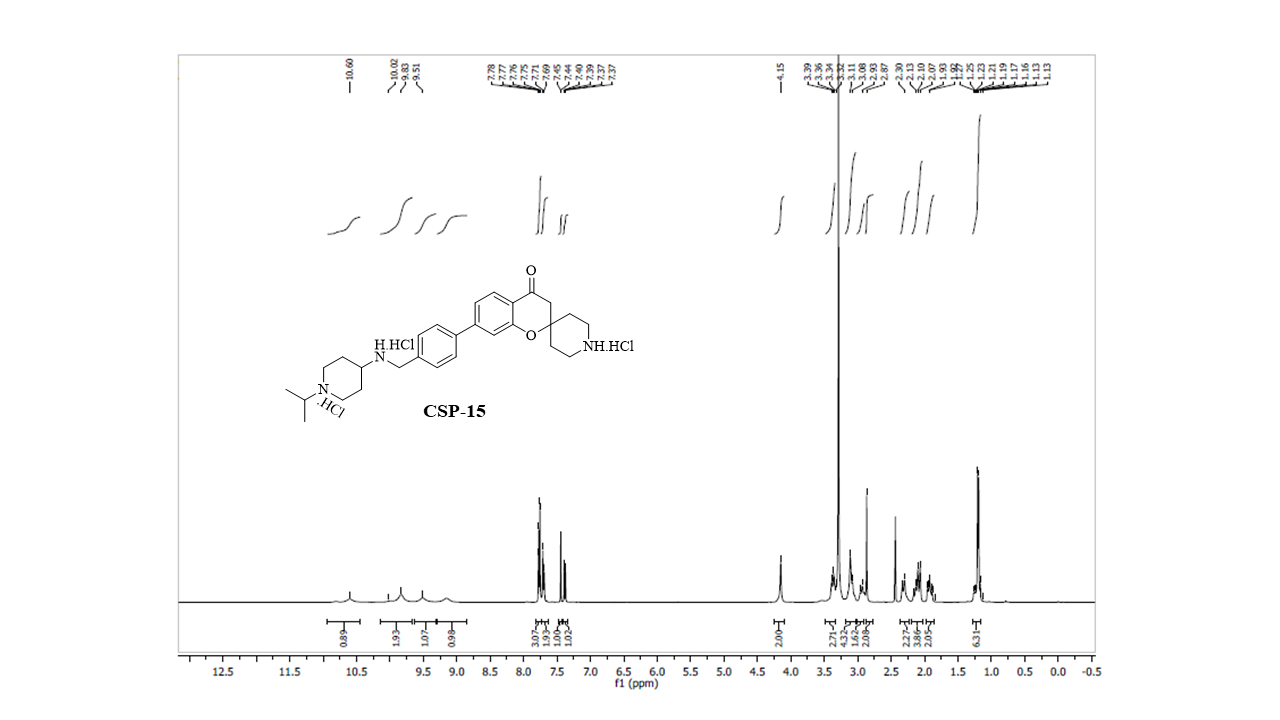 10.60 10.02 9.83 9.51 7.78 7.77 7.76 7.75 7.71 7.69 7.45 7.44 7.40 7.39 7.37 7.37 4.15 3.39 3.36 3.34 3.32 3.11 3.08 2.93 2.87 2.30 2.13 2.10 2.07 1.93 1.92 1.27 1.25 1.23 1.21 1.19 1.17 1.16 1.13 1.13
O
O
NH.HCl
H.HCl
N
N
.HCl
CSP-15
0.89 1.93 1.07 0.98 3.07 1.93 1.00 1.02 2.00 2.71 4.32 1.62 2.08 2.27 3.86 2.05 6.31
12.5 11.5 10.5 9.5 9.0 8.5 8.0 7.5 7.0 6.5 6.0 5.5 5.0 4.5 4.0 3.5 3.0 2.5 2.0 1.5 1.0 0.5 0.0 -0.5
f1 (ppm)